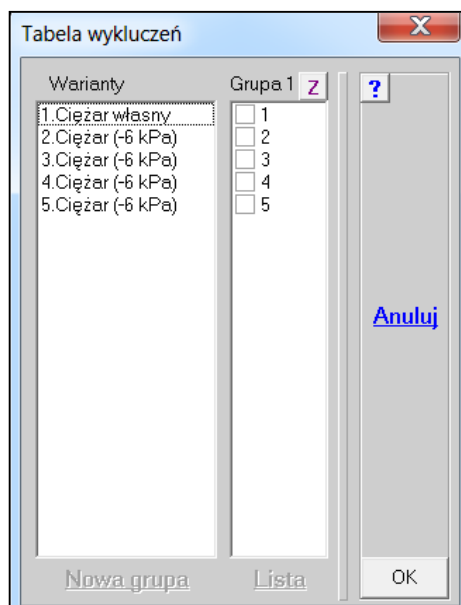 Tabela wykluczeń
X
Warianty
Grupa 1 Z
?
1.Ciężar własny
2.Ciężar (-6 kPa)
3.Ciężar (-6 kPa)
4.Ciężar (-6 kPa)
5.Ciężar (-6 kPa)
1
2
3
4
5
Anuluj
Nowa grupa
Lista
OK